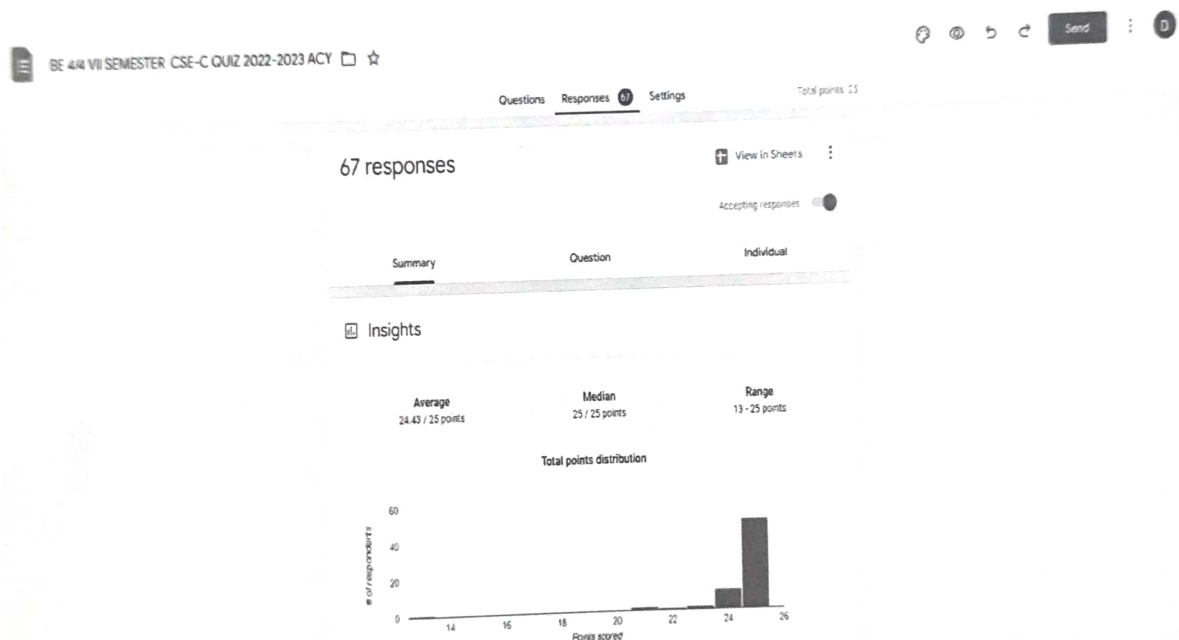 BE 4/4 VII SEMESTER CSE-C QUIZ 2022-2023 ACY
Send
D
Questions Responses 67 Settings
Total points: 25
67 responses
View in Sheets
Accepting responses
Summary Question Individual
Insights
Average Median Range
24.43 / 25 points 25 / 25 points 13 - 25 points
Total points distribution
# of respondents
60
40
20
0
14 16 18 20 22 24 26
Points scored